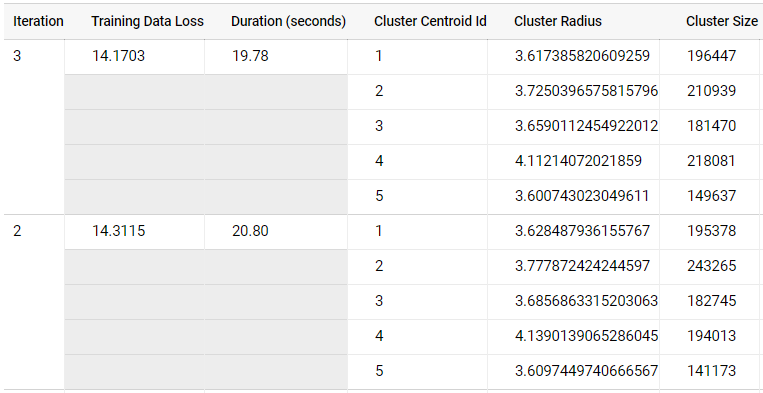 Iteration Training Data Loss Duration (seconds) Cluster Centroid Id Cluster Radius Cluster Size
3 14.1703 19.78 1 3.617385820609259 196447
2 3.7250396575815796 210939
3 3.6590112454922012 181470
4 4.11214072021859 218081
5 3.600743023049611 149637
2 14.3115 20.80 1 3.628487936155767 195378
2 3.777872424244597 243265
3 3.6856863315203063 182745
4 4.1390139065286045 194013
5 3.6097449740666567 141173